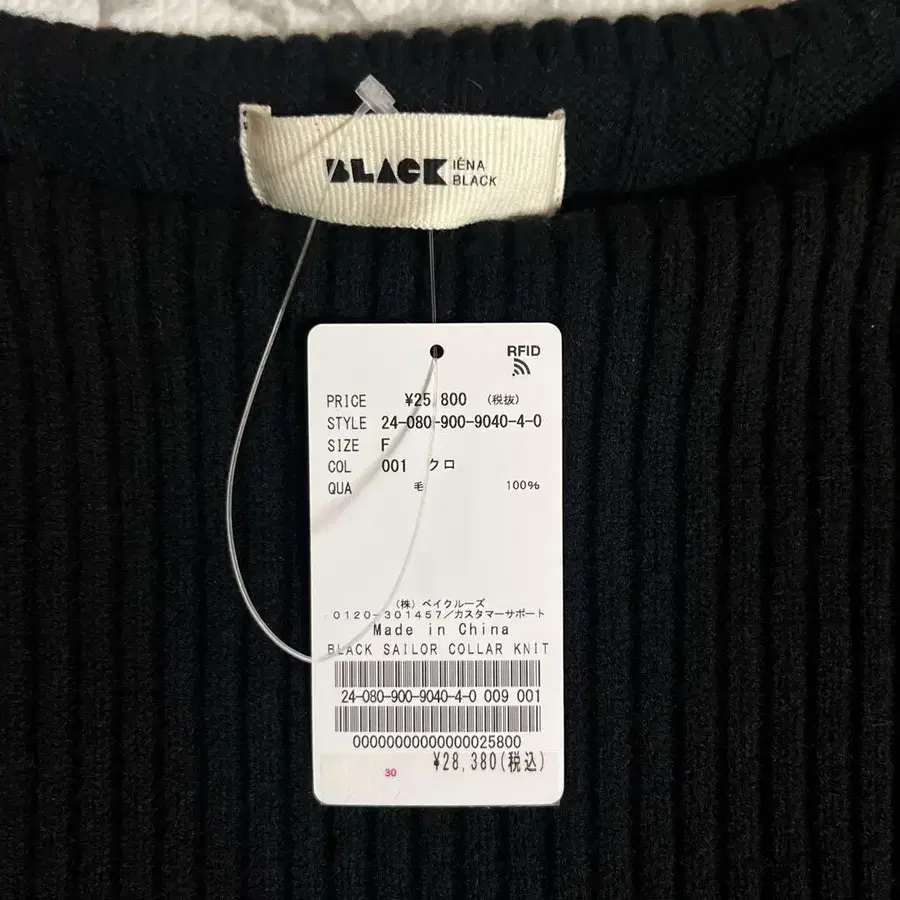 BLACK IÉNA
BLACK
RFID
PRICE ¥25,800 (税抜)
STYLE 24-080-900-9040-4-0
SIZE F
COL 001 クロ
QUA 毛 100%
(株) ベイクルーズ
0120-301457/カスタマーサポート
Made in China
BLACK SAILOR COLLAR KNIT
24-080-900-9040-4-0 009 001
00000000000000025800
¥28,380(税込)
30